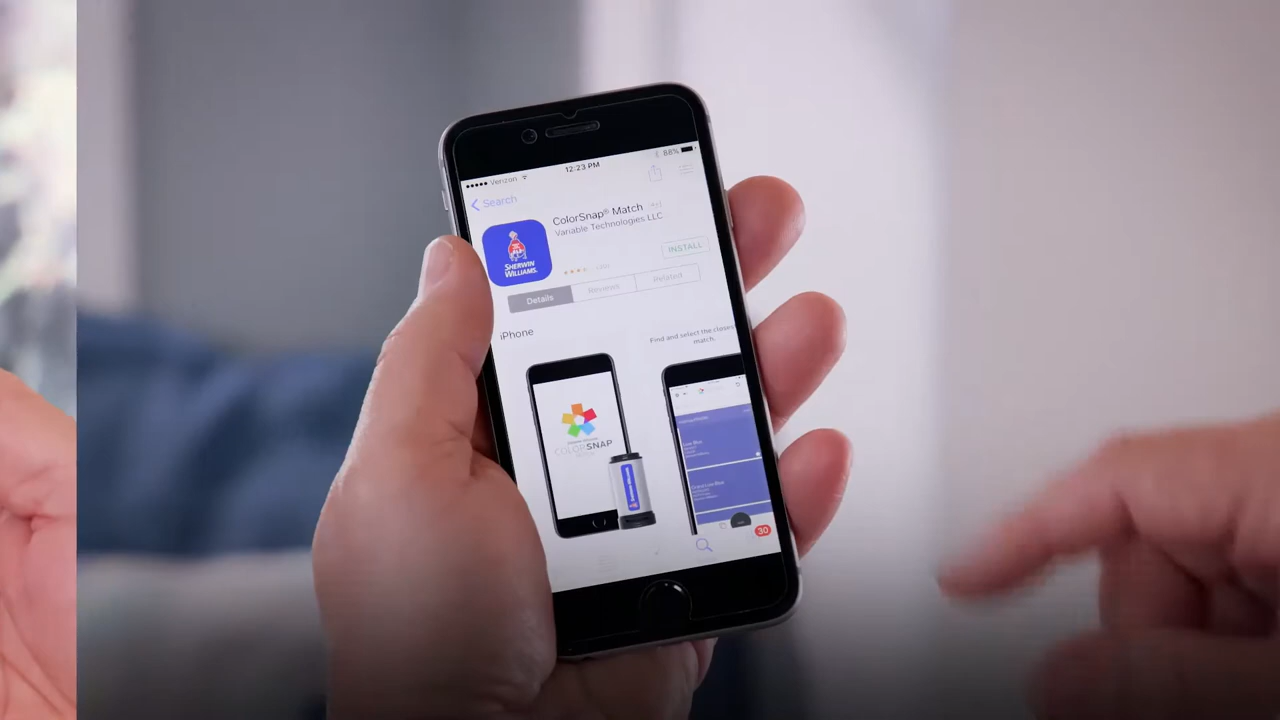 Verizon
12:23 PM
88%
Search
ColorSnap® Match
Variable Technologies LLC
INSTALL
SHERWIN
WILLIAMS.
Details
Reviews
Related
iPhone
Find and select the closest
match.
COLORSNAP
30